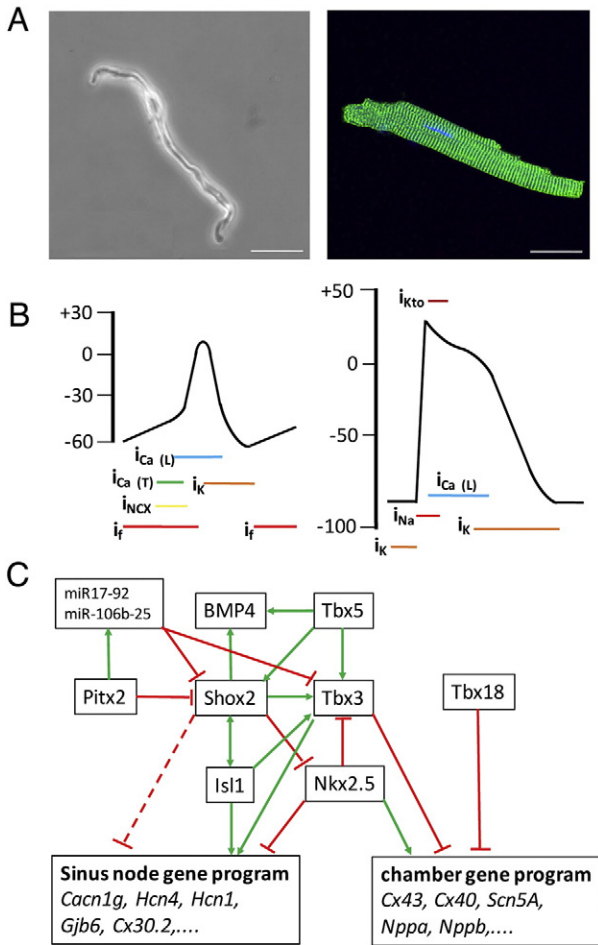 A
B
+30
0
-30
-60
iCa (L)
iCa (T)
iK
iNCX
if
if
+50
0
-50
-100
iKto
iCa (L)
iNa
iK
iK
C
miR17-92
miR-106b-25
BMP4
Tbx5
Pitx2
Shox2
Tbx3
Tbx18
Isl1
Nkx2.5
Sinus node gene program
Cacn1g, Hcn4, Hcn1,
Gjb6, Cx30.2,....
chamber gene program
Cx43, Cx40, Scn5A,
Nppa, Nppb,....